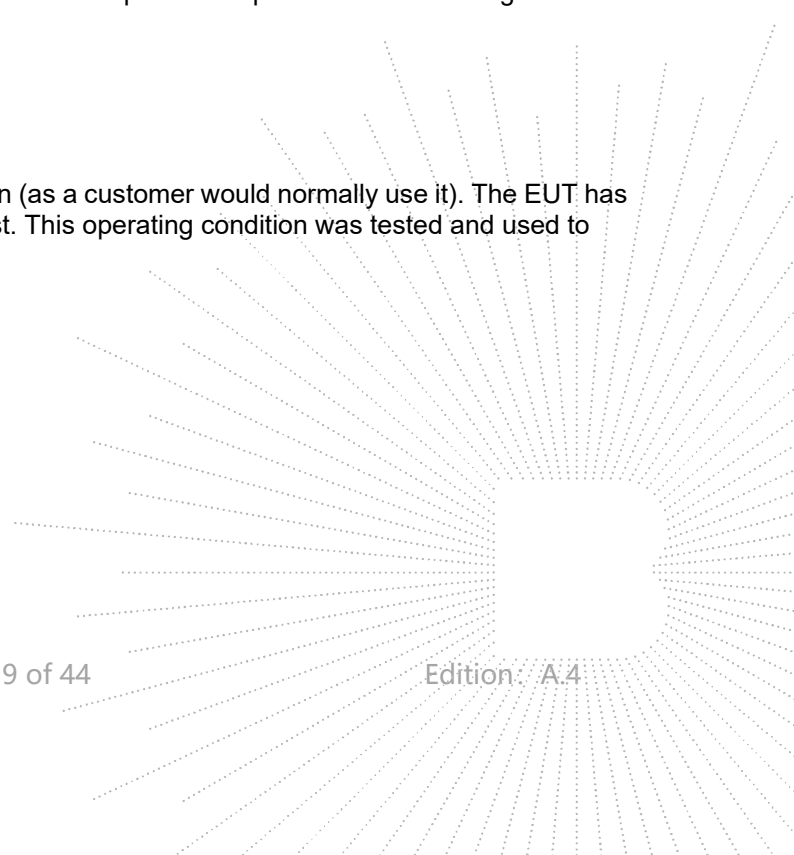 n (as a customer would normally use it). The EUT has
st. This operating condition was tested and used to
9 of 44 Edition：A.4